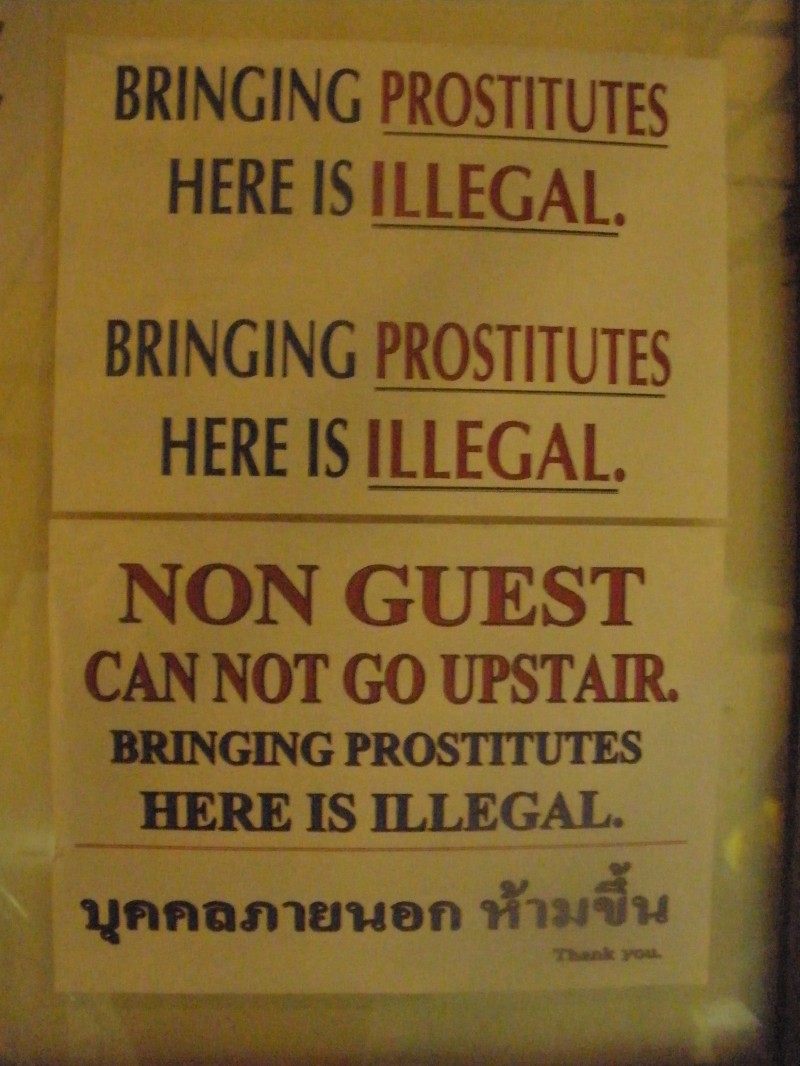 BRINGING PROSTITUTES
HERE IS ILLEGAL.
BRINGING PROSTITUTES
HERE IS ILLEGAL.
NON GUEST
CAN NOT GO UPSTAIR.
BRINGING PROSTITUTES
HERE IS ILLEGAL.
บุคคลภายนอก ห้ามขึ้น
Thank you.